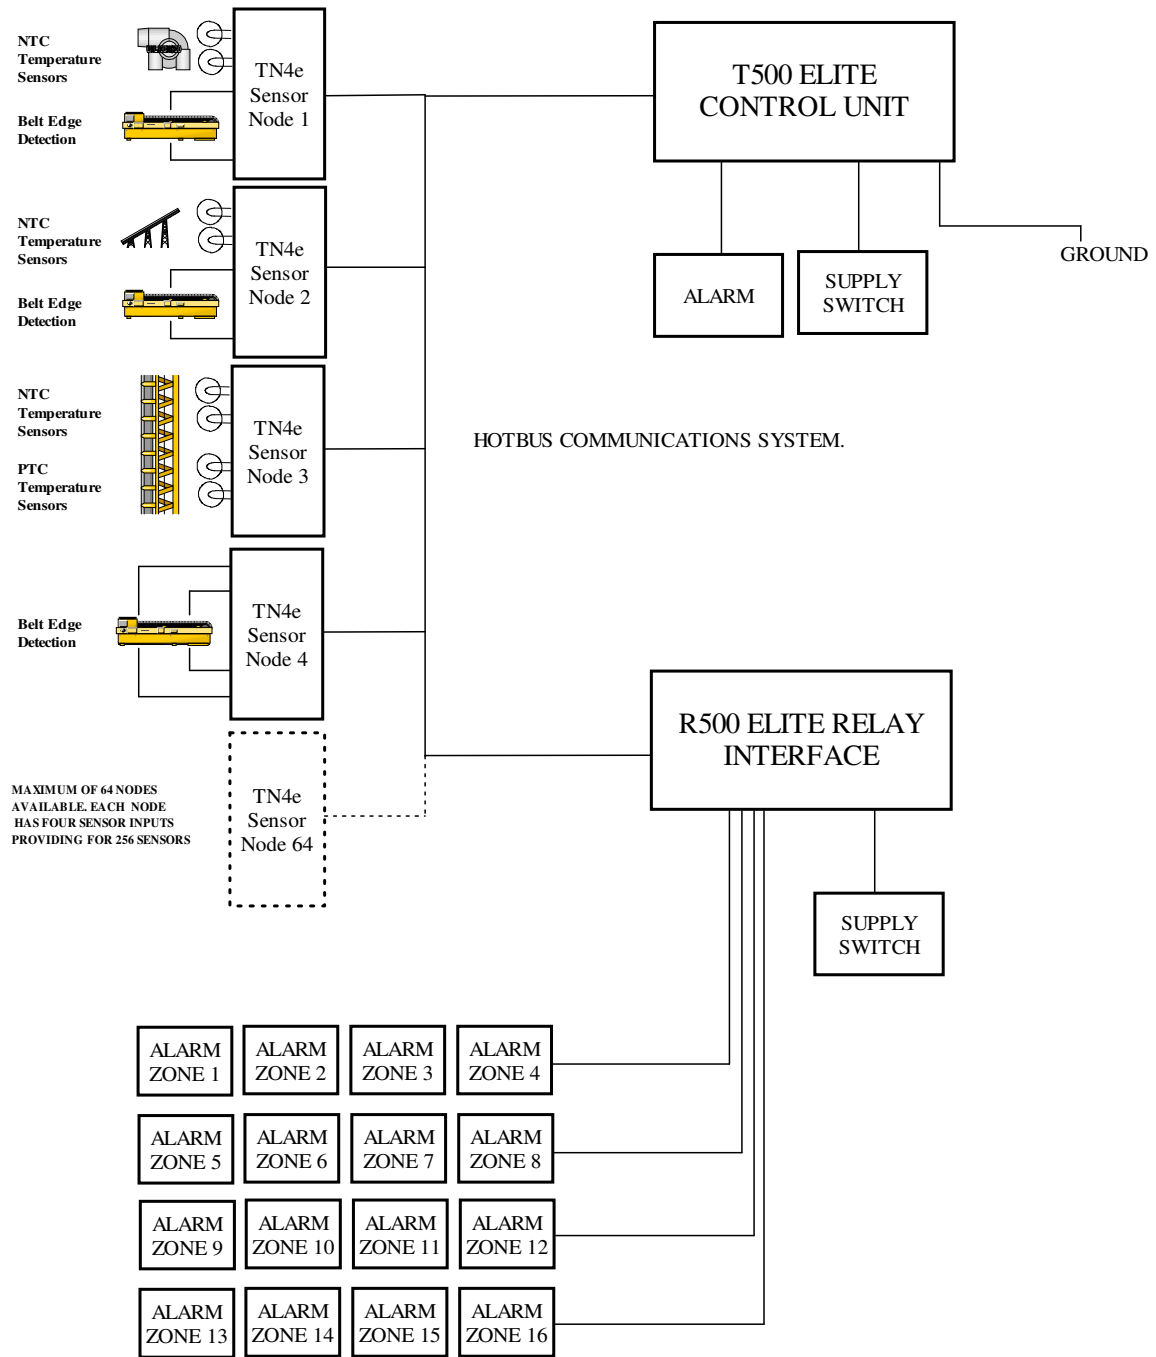 NTC
Temperature
Sensors
Belt Edge
Detection
TN4e
Sensor
Node 1
T500 ELITE
CONTROL UNIT
NTC
Temperature
Sensors
Belt Edge
Detection
TN4e
Sensor
Node 2
ALARM
SUPPLY
SWITCH
GROUND
NTC
Temperature
Sensors
PTC
Temperature
Sensors
TN4e
Sensor
Node 3
HOTBUS COMMUNICATIONS SYSTEM.
Belt Edge
Detection
TN4e
Sensor
Node 4
R500 ELITE RELAY
INTERFACE
MAXIMUM OF 64 NODES
AVAILABLE. EACH NODE
HAS FOUR SENSOR INPUTS
PROVIDING FOR 256 SENSORS
TN4e
Sensor
Node 64
SUPPLY
SWITCH
ALARM
ZONE 1
ALARM
ZONE 2
ALARM
ZONE 3
ALARM
ZONE 4
ALARM
ZONE 5
ALARM
ZONE 6
ALARM
ZONE 7
ALARM
ZONE 8
ALARM
ZONE 9
ALARM
ZONE 10
ALARM
ZONE 11
ALARM
ZONE 12
ALARM
ZONE 13
ALARM
ZONE 14
ALARM
ZONE 15
ALARM
ZONE 16